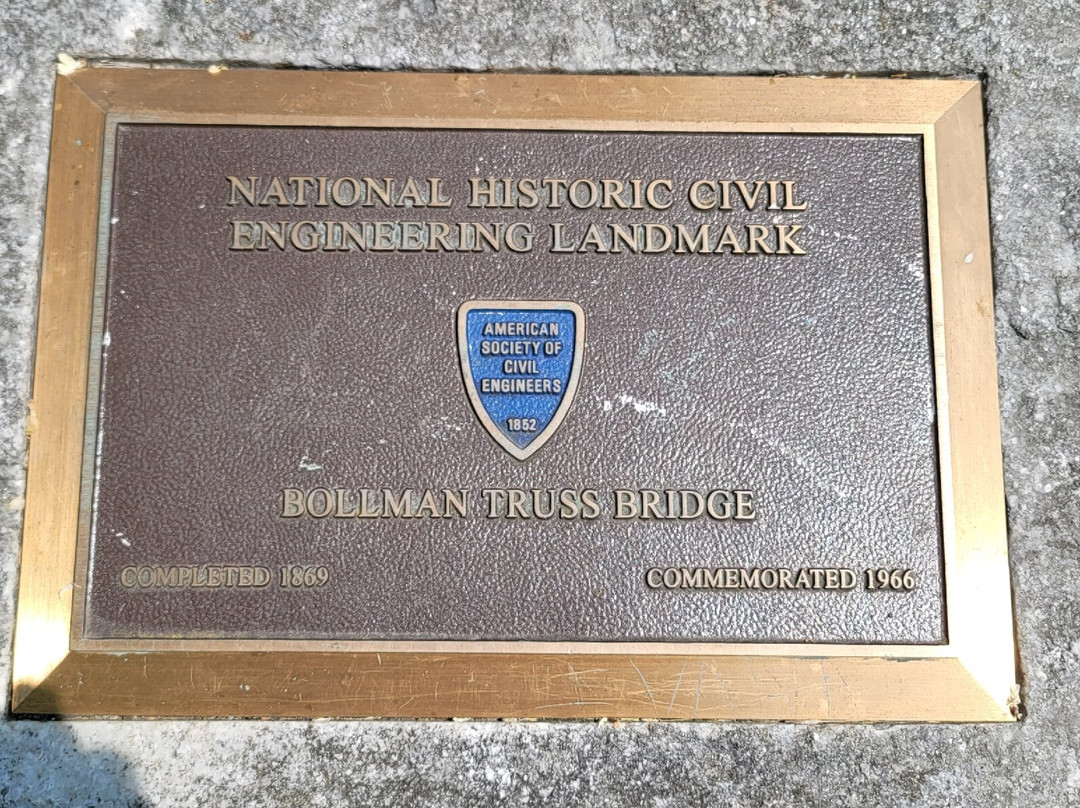 NATIONAL HISTORIC CIVIL
ENGINEERING LANDMARK
AMERICAN
SOCIETY OF
CIVIL
ENGINEERS
1852
BOLLMAN TRUSS BRIDGE
COMPLETED 1869
COMMEMORATED 1966